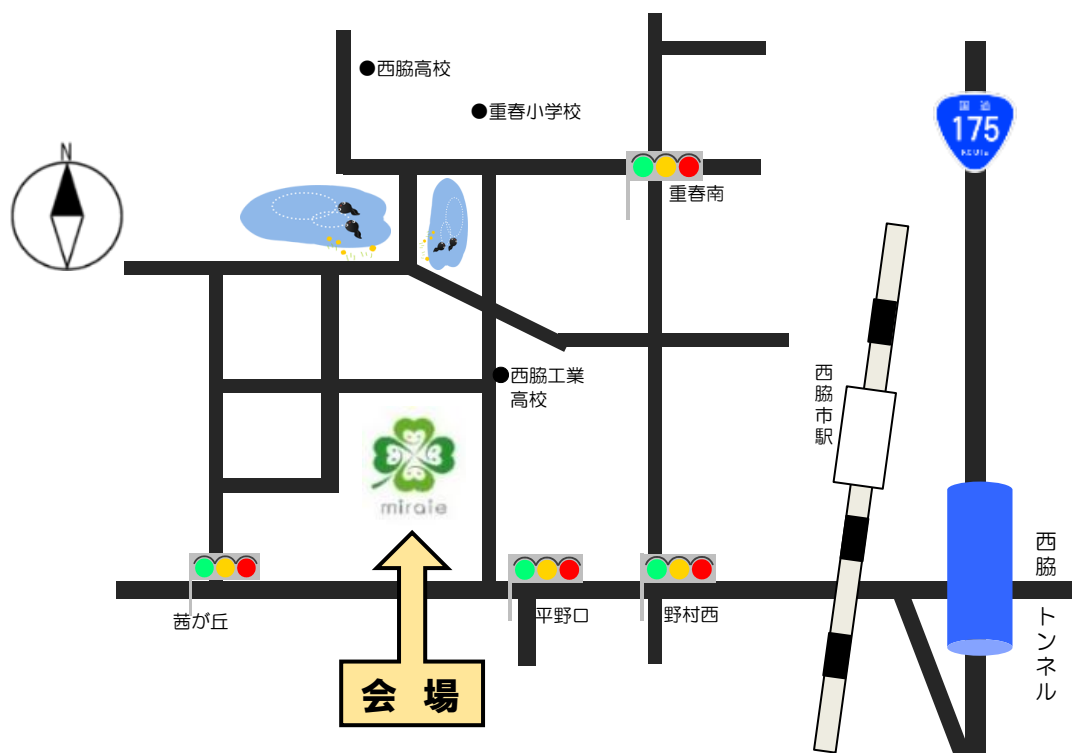 西脇高校
重春小学校
国道
175
ROUTE
N
重春南
西脇工業
高校
西脇市駅
miraie
西脇トンネル
茜が丘
平野口
野村西
会場